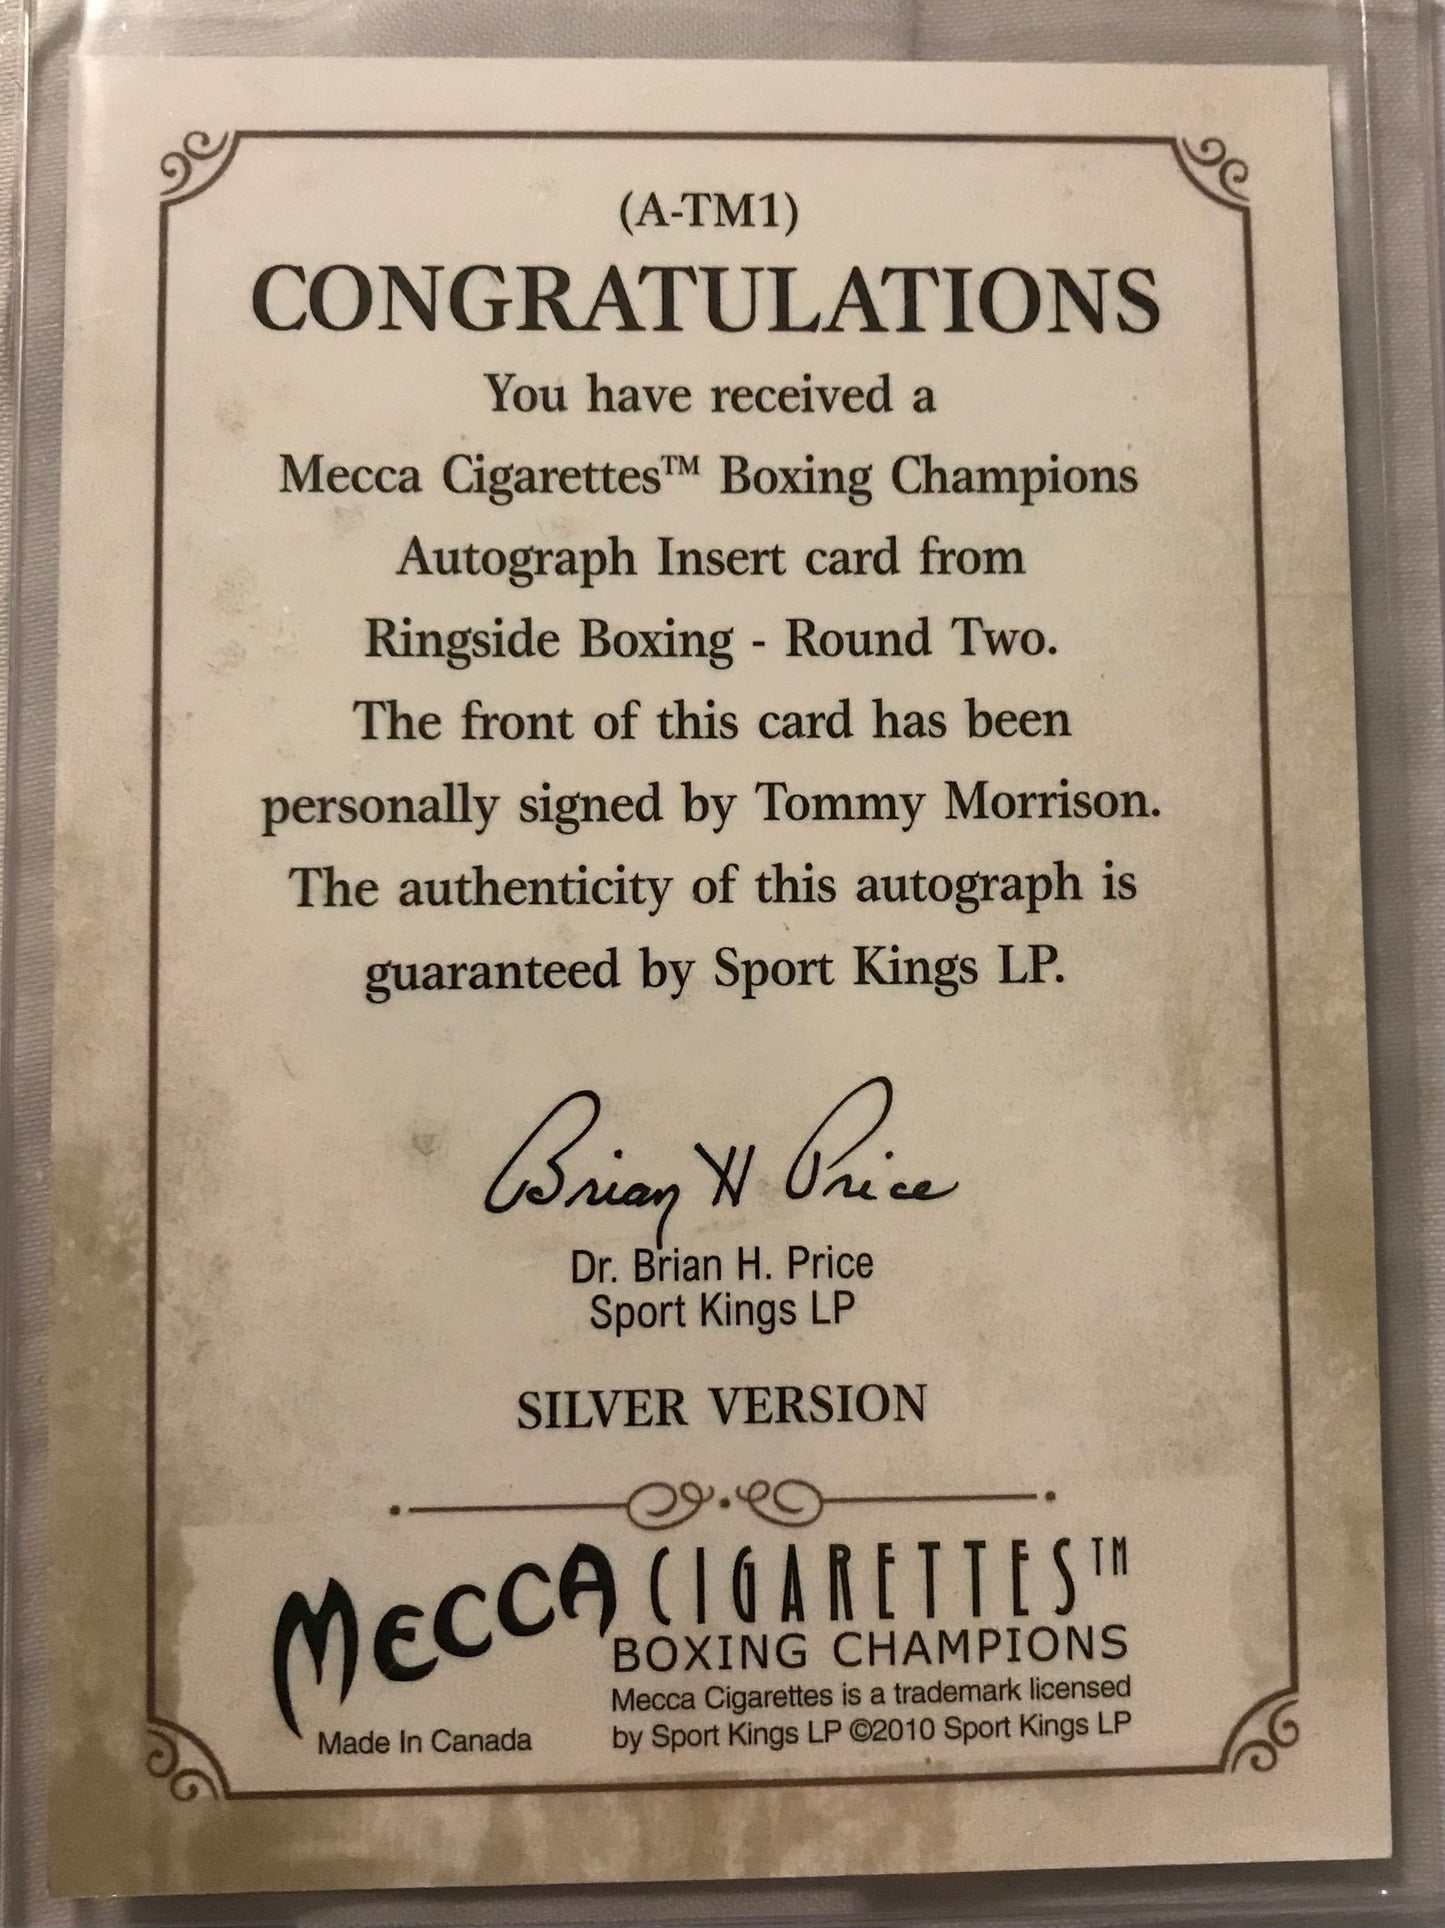 (A-TM1)
CONGRATULATIONS
You have received a
Mecca Cigarettes™ Boxing Champions
Autograph Insert card from
Ringside Boxing - Round Two.
The front of this card has been
personally signed by Tommy Morrison.
The authenticity of this autograph is
guaranteed by Sport Kings LP.
Brian H Price
Dr. Brian H. Price
Sport Kings LP
SILVER VERSION
MECCA CIGARETTES™
BOXING CHAMPIONS
Mecca Cigarettes is a trademark licensed
by Sport Kings LP ©2010 Sport Kings LP
Made In Canada